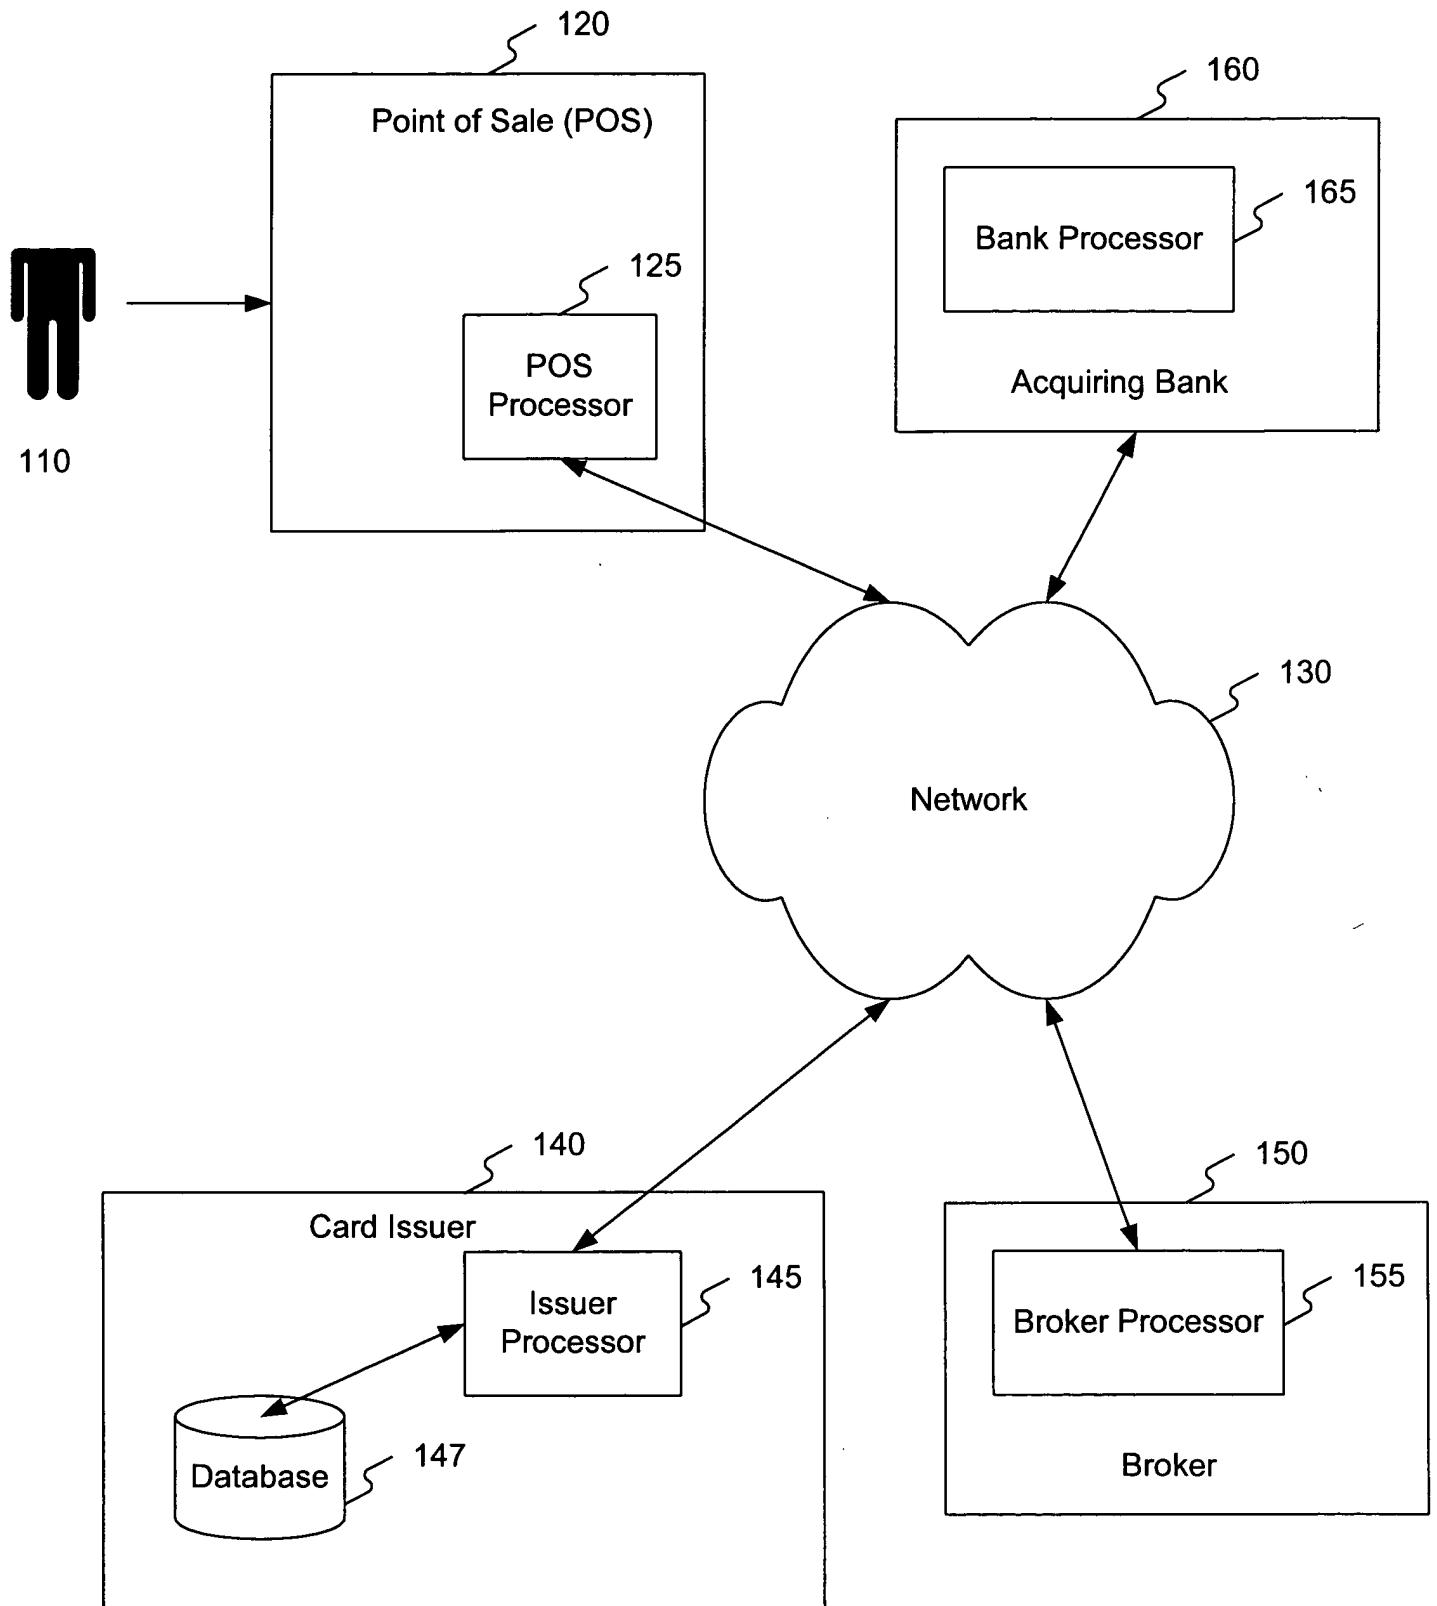 120
Point of Sale (POS)
160
165
Bank Processor
125
POS
Processor
Acquiring Bank
110
130
Network
140
150
Card Issuer
145
155
Issuer
Processor
Broker Processor
147
Database
Broker